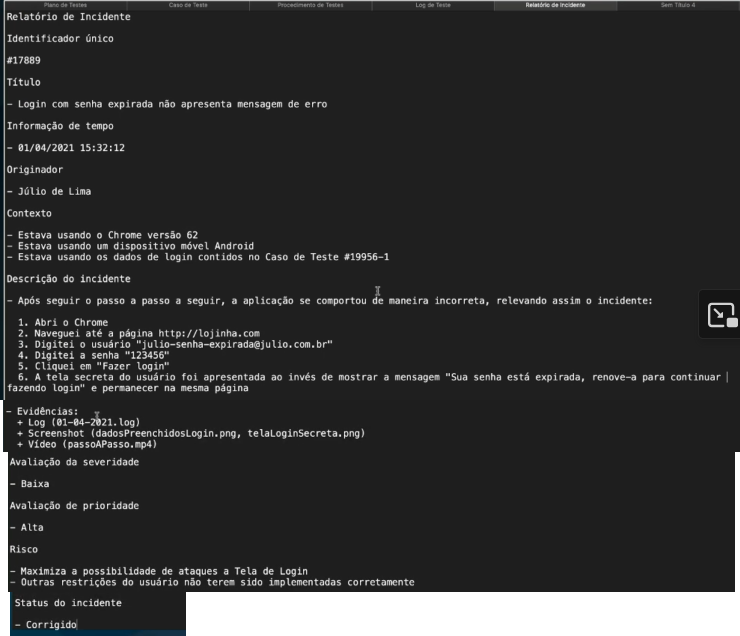 Plano de Testes
Caso de Teste
Procedimento de Testes
Log de Teste
Relatório de Incidente
Sem Título 4
Relatório de Incidente
Identificador único
#17889
Título
- Login com senha expirada não apresenta mensagem de erro
Informação de tempo
- 01/04/2021 15:32:12
Originador
- Júlio de Lima
Contexto
- Estava usando o Chrome versão 62
- Estava usando um dispositivo móvel Android
- Estava usando os dados de login contidos no Caso de Teste #19956-1
Descrição do incidente
- Após seguir o passo a passo a seguir, a aplicação se comportou de maneira incorreta, relevando assim o incidente:
1. Abri o Chrome
2. Naveguei até a página http://lojinha.com
3. Digitei o usuário "julio-senha-expirada@julio.com.br"
4. Digitei a senha "123456"
5. Cliquei em "Fazer login"
6. A tela secreta do usuário foi apresentada ao invés de mostrar a mensagem "Sua senha está expirada, renove-a para continuar
fazendo login" e permanecer na mesma página
- Evidências:
+ Log (01-04-2021.log)
+ Screenshot (dadosPreenchidosLogin.png, telaLoginSecreta.png)
+ Vídeo (passoAPasso.mp4)
Avaliação da severidade
- Baixa
Avaliação de prioridade
- Alta
Risco
- Maximiza a possibilidade de ataques a Tela de Login
- Outras restrições do usuário não terem sido implementadas corretamente
Status do incidente
- Corrigido